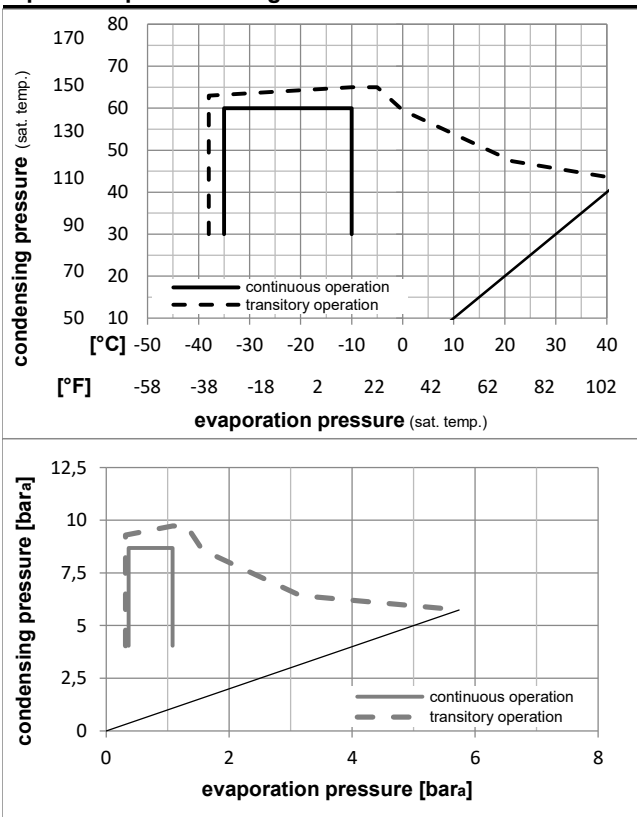 170 80
70
150 60
130 50
110 40
90 30
70 20
50 10
condensing pressure (sat. temp.)
continuous operation
transitory operation
[°C] -50 -40 -30 -20 -10 0 10 20 30 40
[°F] -58 -38 -18 2 22 42 62 82 102
evaporation pressure (sat. temp.)
12,5
10
7,5
5
2,5
0
condensing pressure [bara]
continuous operation
transitory operation
0 2 4 6 8
evaporation pressure [bara]